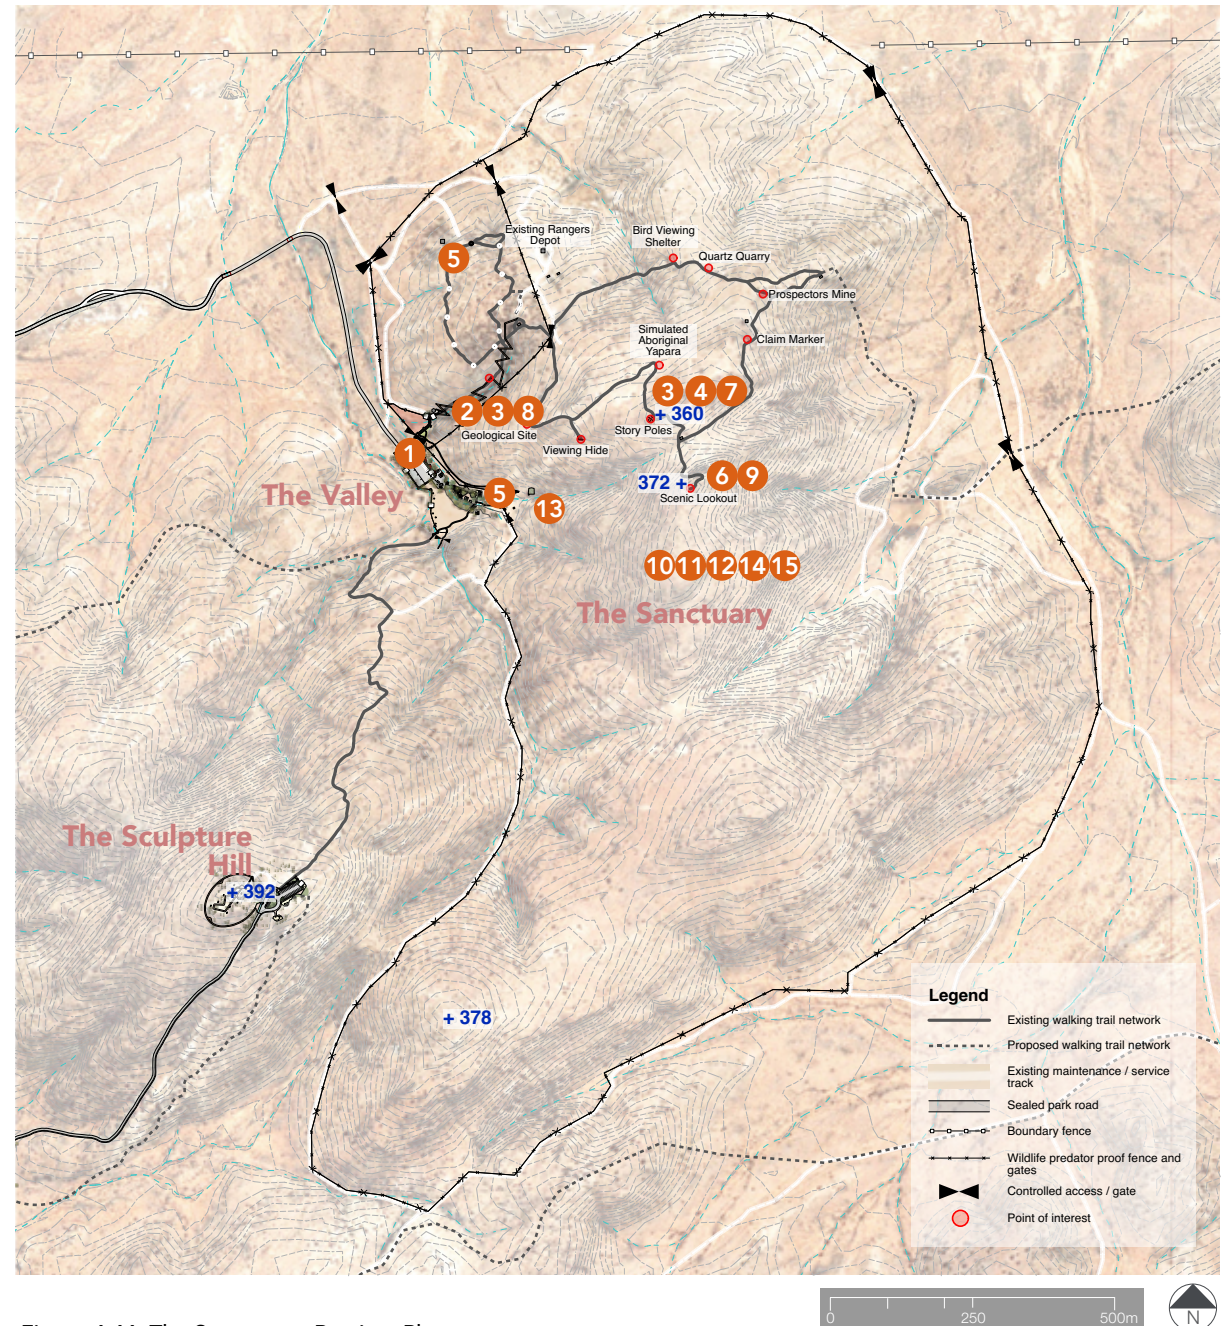 Existing Rangers
Depot
5
Bird Viewing
Shelter
Quartz Quarry
Prospectors Mine
Simulated
Aboriginal
Yapara
Claim Marker
3 4 7
+ 360
2 3 8
Geological Site
Story Poles
Viewing Hide
1
The Valley
5
13
372 +
6 9
Scenic Lookout
10 11 12 14 15
The Sanctuary
The Sculpture
Hill
+ 392
+ 378
Legend
Existing walking trail network
Proposed walking trail network
Existing maintenance / service
track
Sealed park road
Boundary fence
Wildlife predator proof fence and
gates
Controlled access / gate
Point of interest
0 250 500m
N